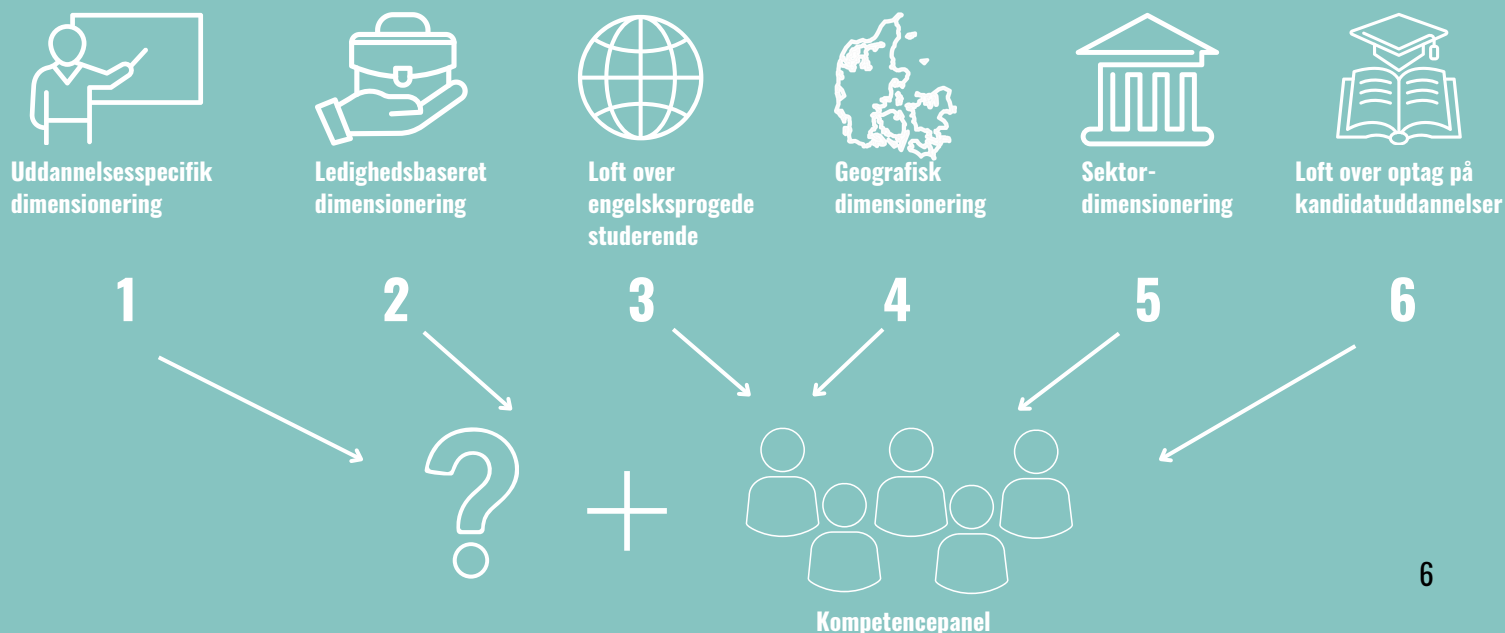 Uddannelsesspecifik
dimensionering
Ledighedsbaseret
dimensionering
Loft over
engelsksprogede
studerende
Geografisk
dimensionering
Sektor-
dimensionering
Loft over optag på
kandidatuddannelser
1
2
3
4
5
6
?
+
Kompetencepanel
6